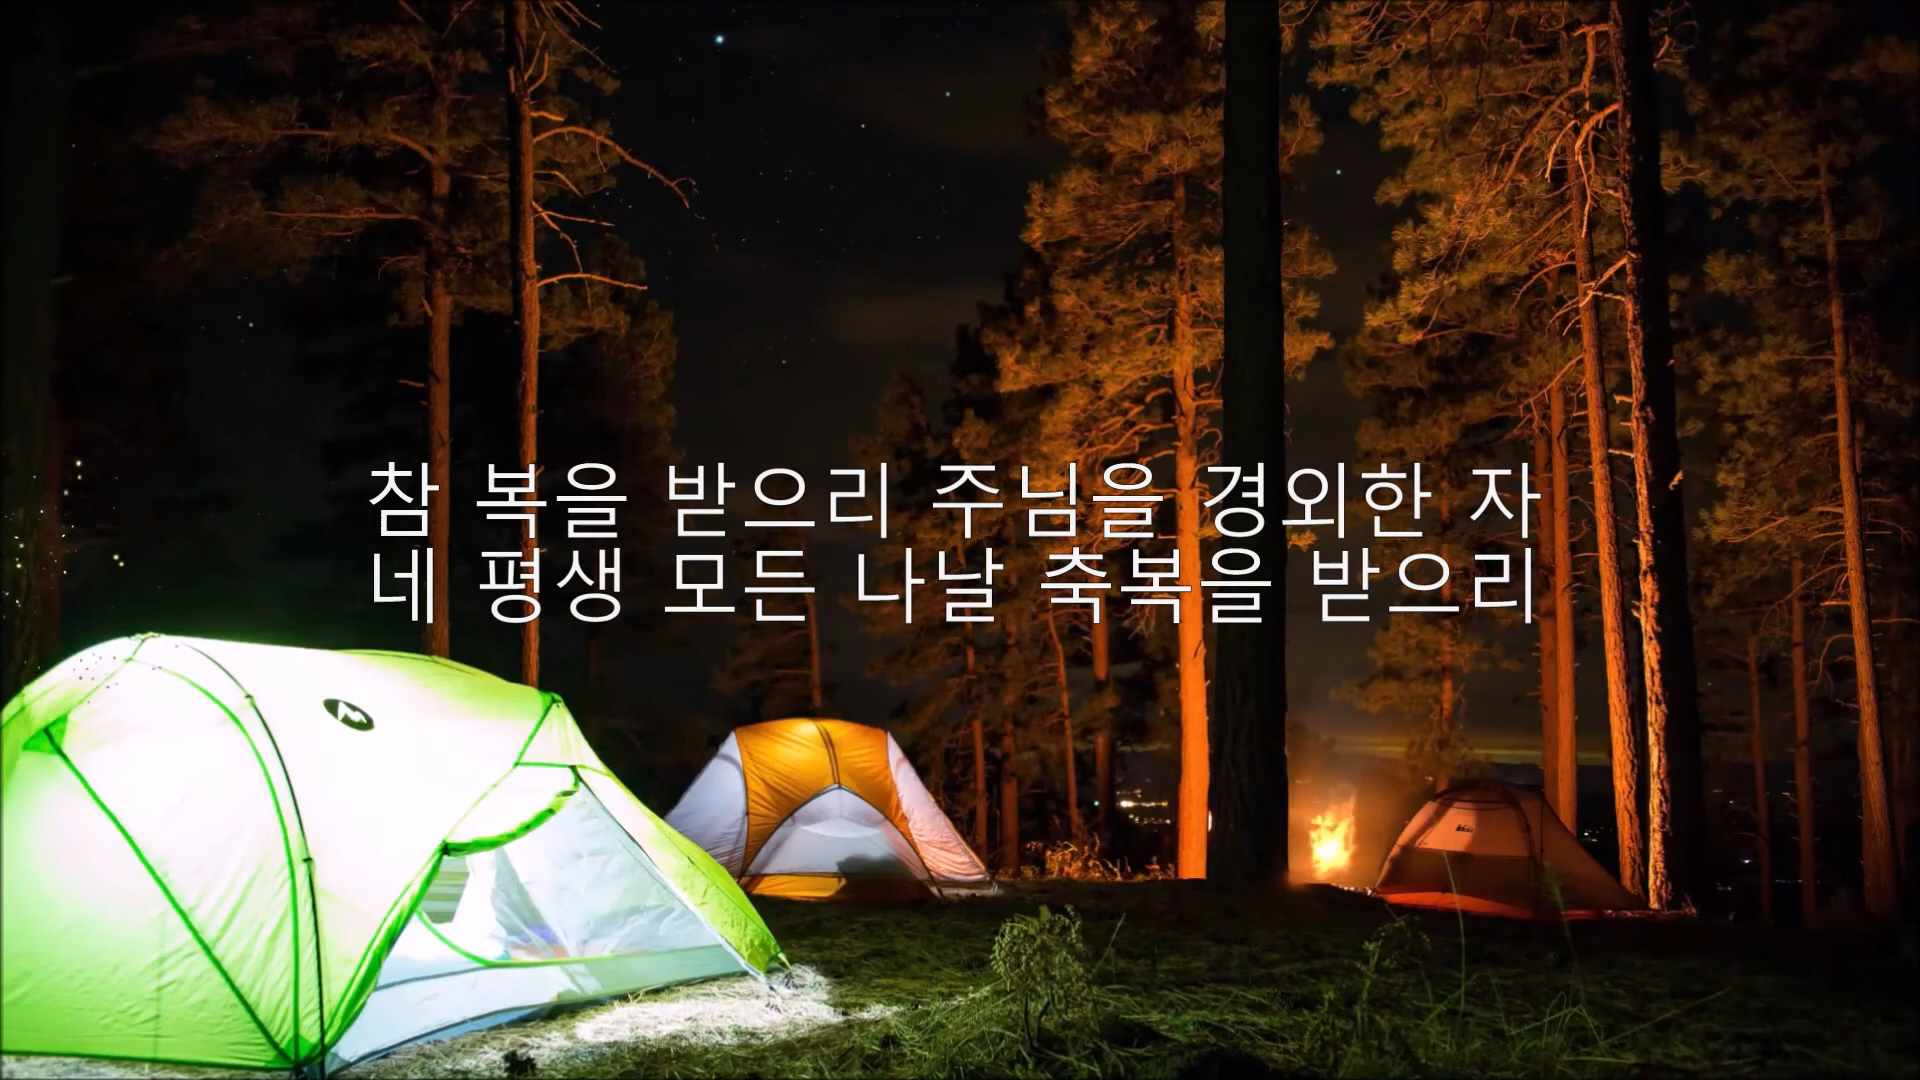 참 복을 받으리 주님을 경외한 자
네 평생 모든 나날 축복을 받으리